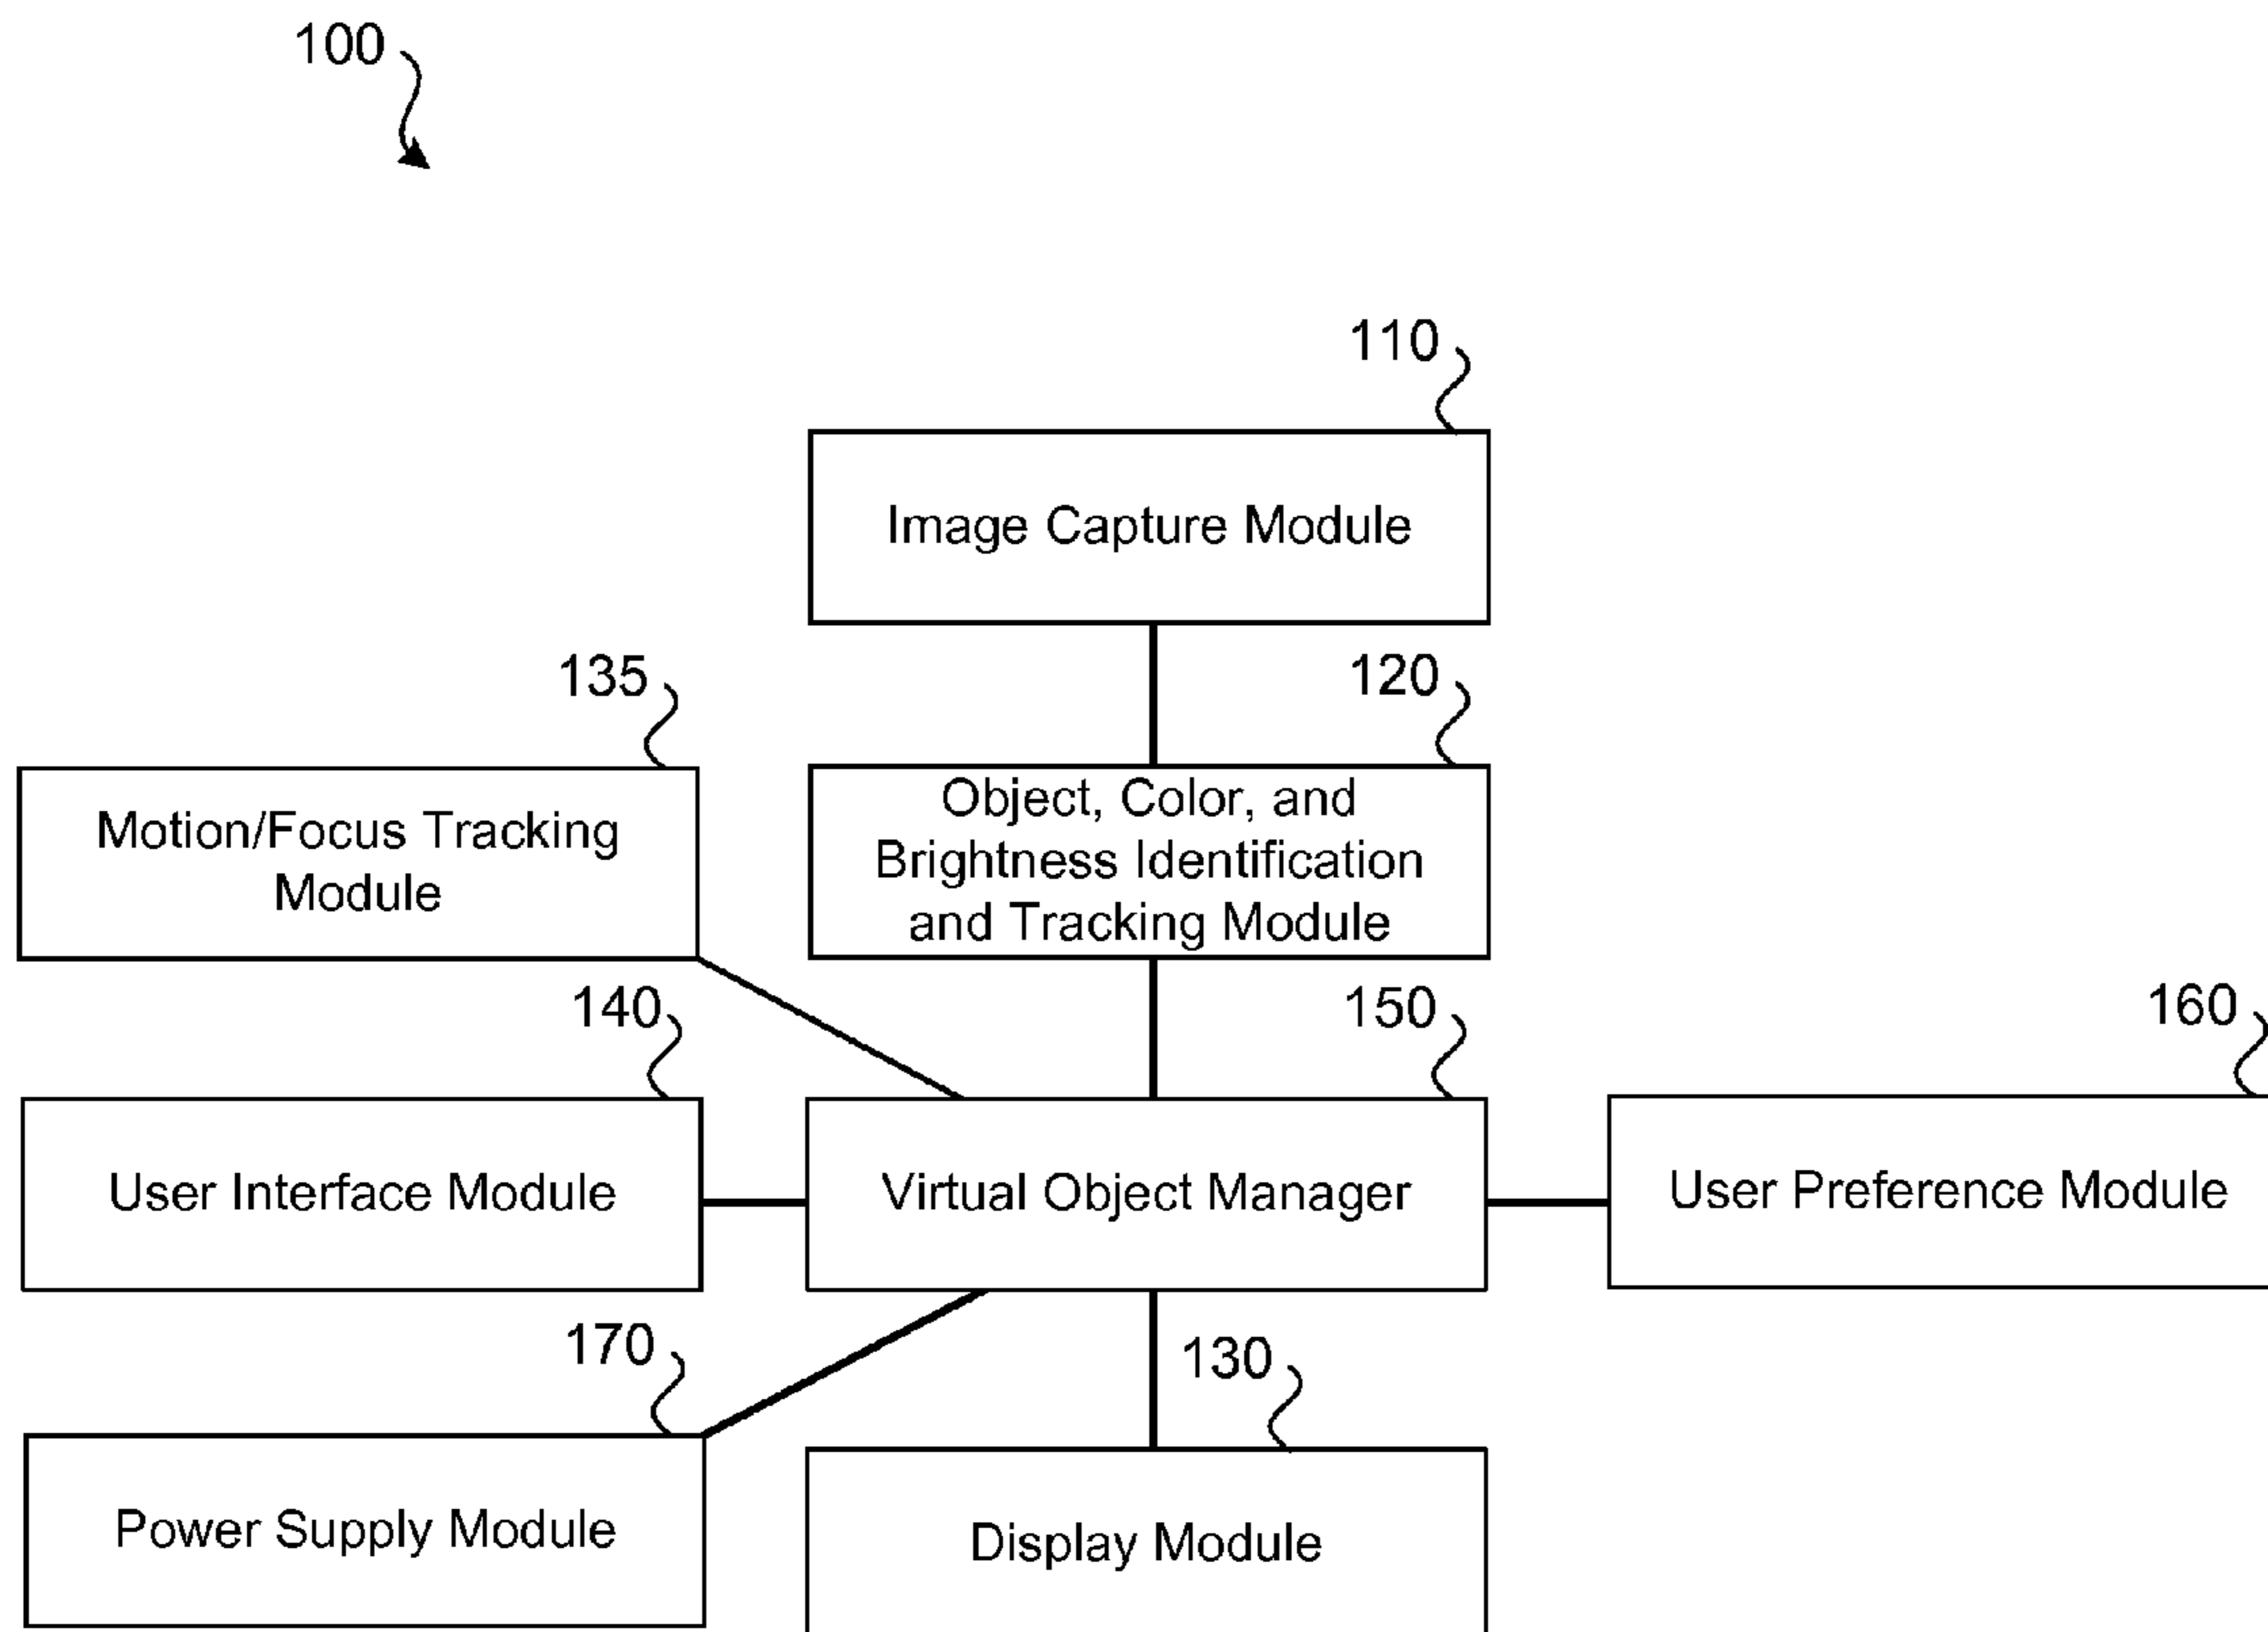 100
110
Image Capture Module
135
120
Motion/Focus Tracking
Module
Object, Color, and
Brightness Identification
and Tracking Module
140
150
160
User Interface Module
Virtual Object Manager
User Preference Module
170
130
Power Supply Module
Display Module